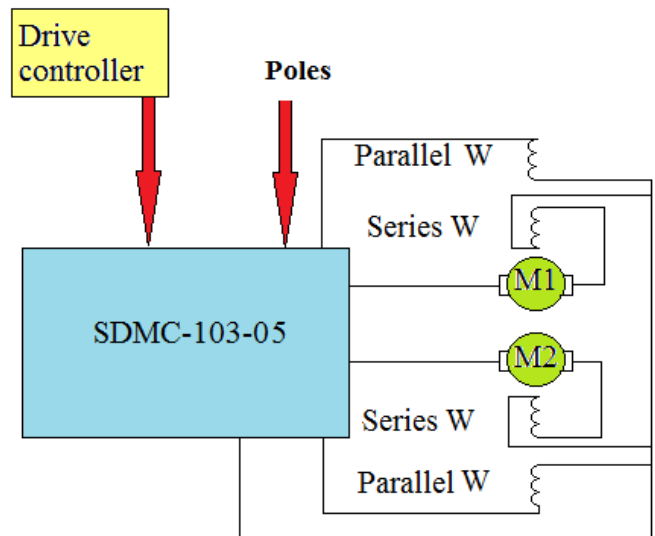 Drive
controller
Poles
Parallel W
Series W
M1
SDMC-103-05
M2
Series W
Parallel W